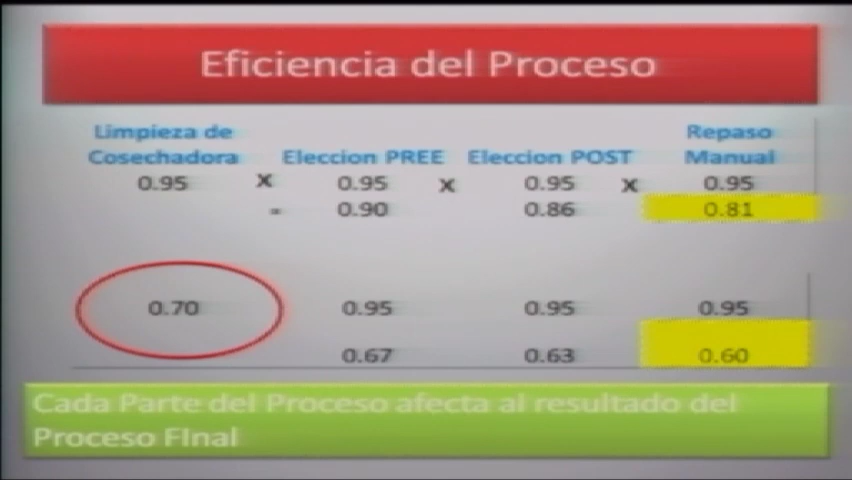 Eficiencia del Proceso
Limpieza de Repaso
Cosechadora Eleccion PREE Eleccion POST Manual
0.95 X 0.95 X 0.95 X 0.95
= 0.90 0.86 0.81
0.70 0.95 0.95 0.95
0.67 0.63 0.60
Cada Parte del Proceso afecta al resultado del
Proceso FInal